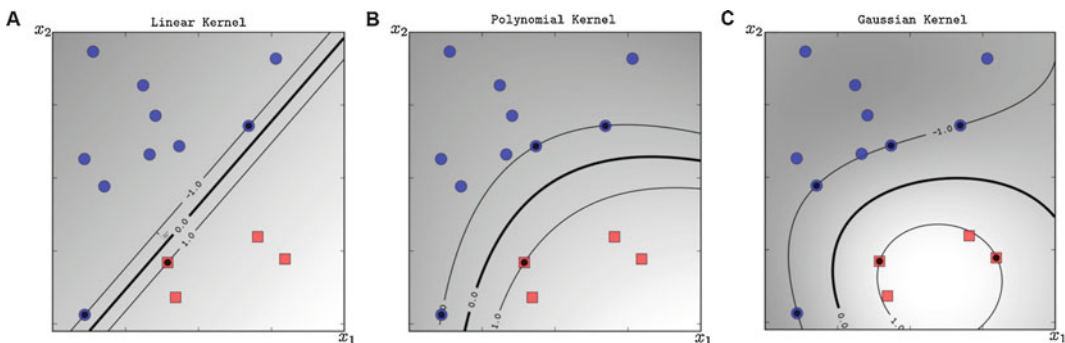 A
Linear Kernel
x₂
-1.0
0.0
1.0
x₁
B
Polynomial Kernel
x₂
0.0
1.0
x₁
C
Gaussian Kernel
x₂
-1.0
0.0
1.0
x₁